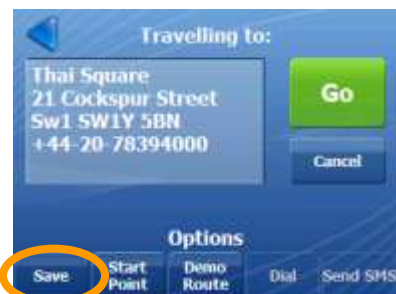 Travelling to:
Thai Square
21 Cockspur Street
Sw1 SW1Y 5BN
+44-20-78394000
Go
Cancel
Options
Save
Start Point
Demo Route
Dial
Send SMS